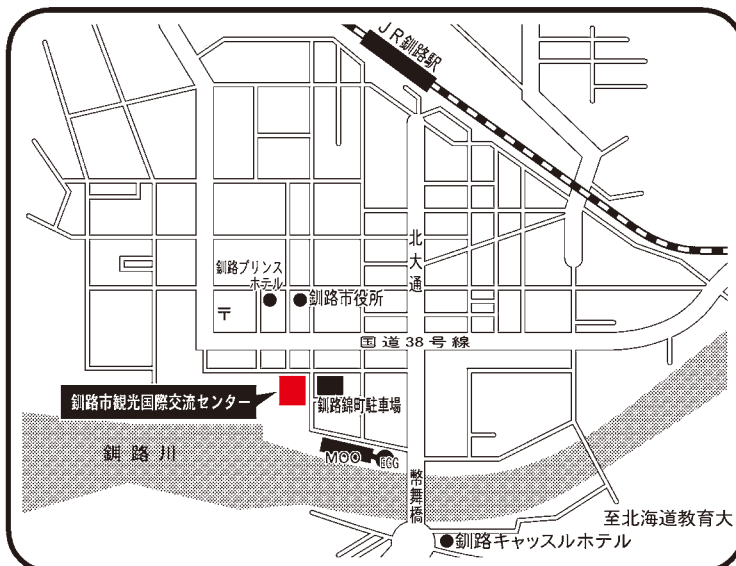 JR釧路駅
北大通
釧路プリンス
ホテル
釧路市役所
〒
国道38号線
釧路市観光国際交流センター
釧路錦町駐車場
釧路川
MOO
EGG
幣舞橋
至北海道教育大
釧路キャッスルホテル